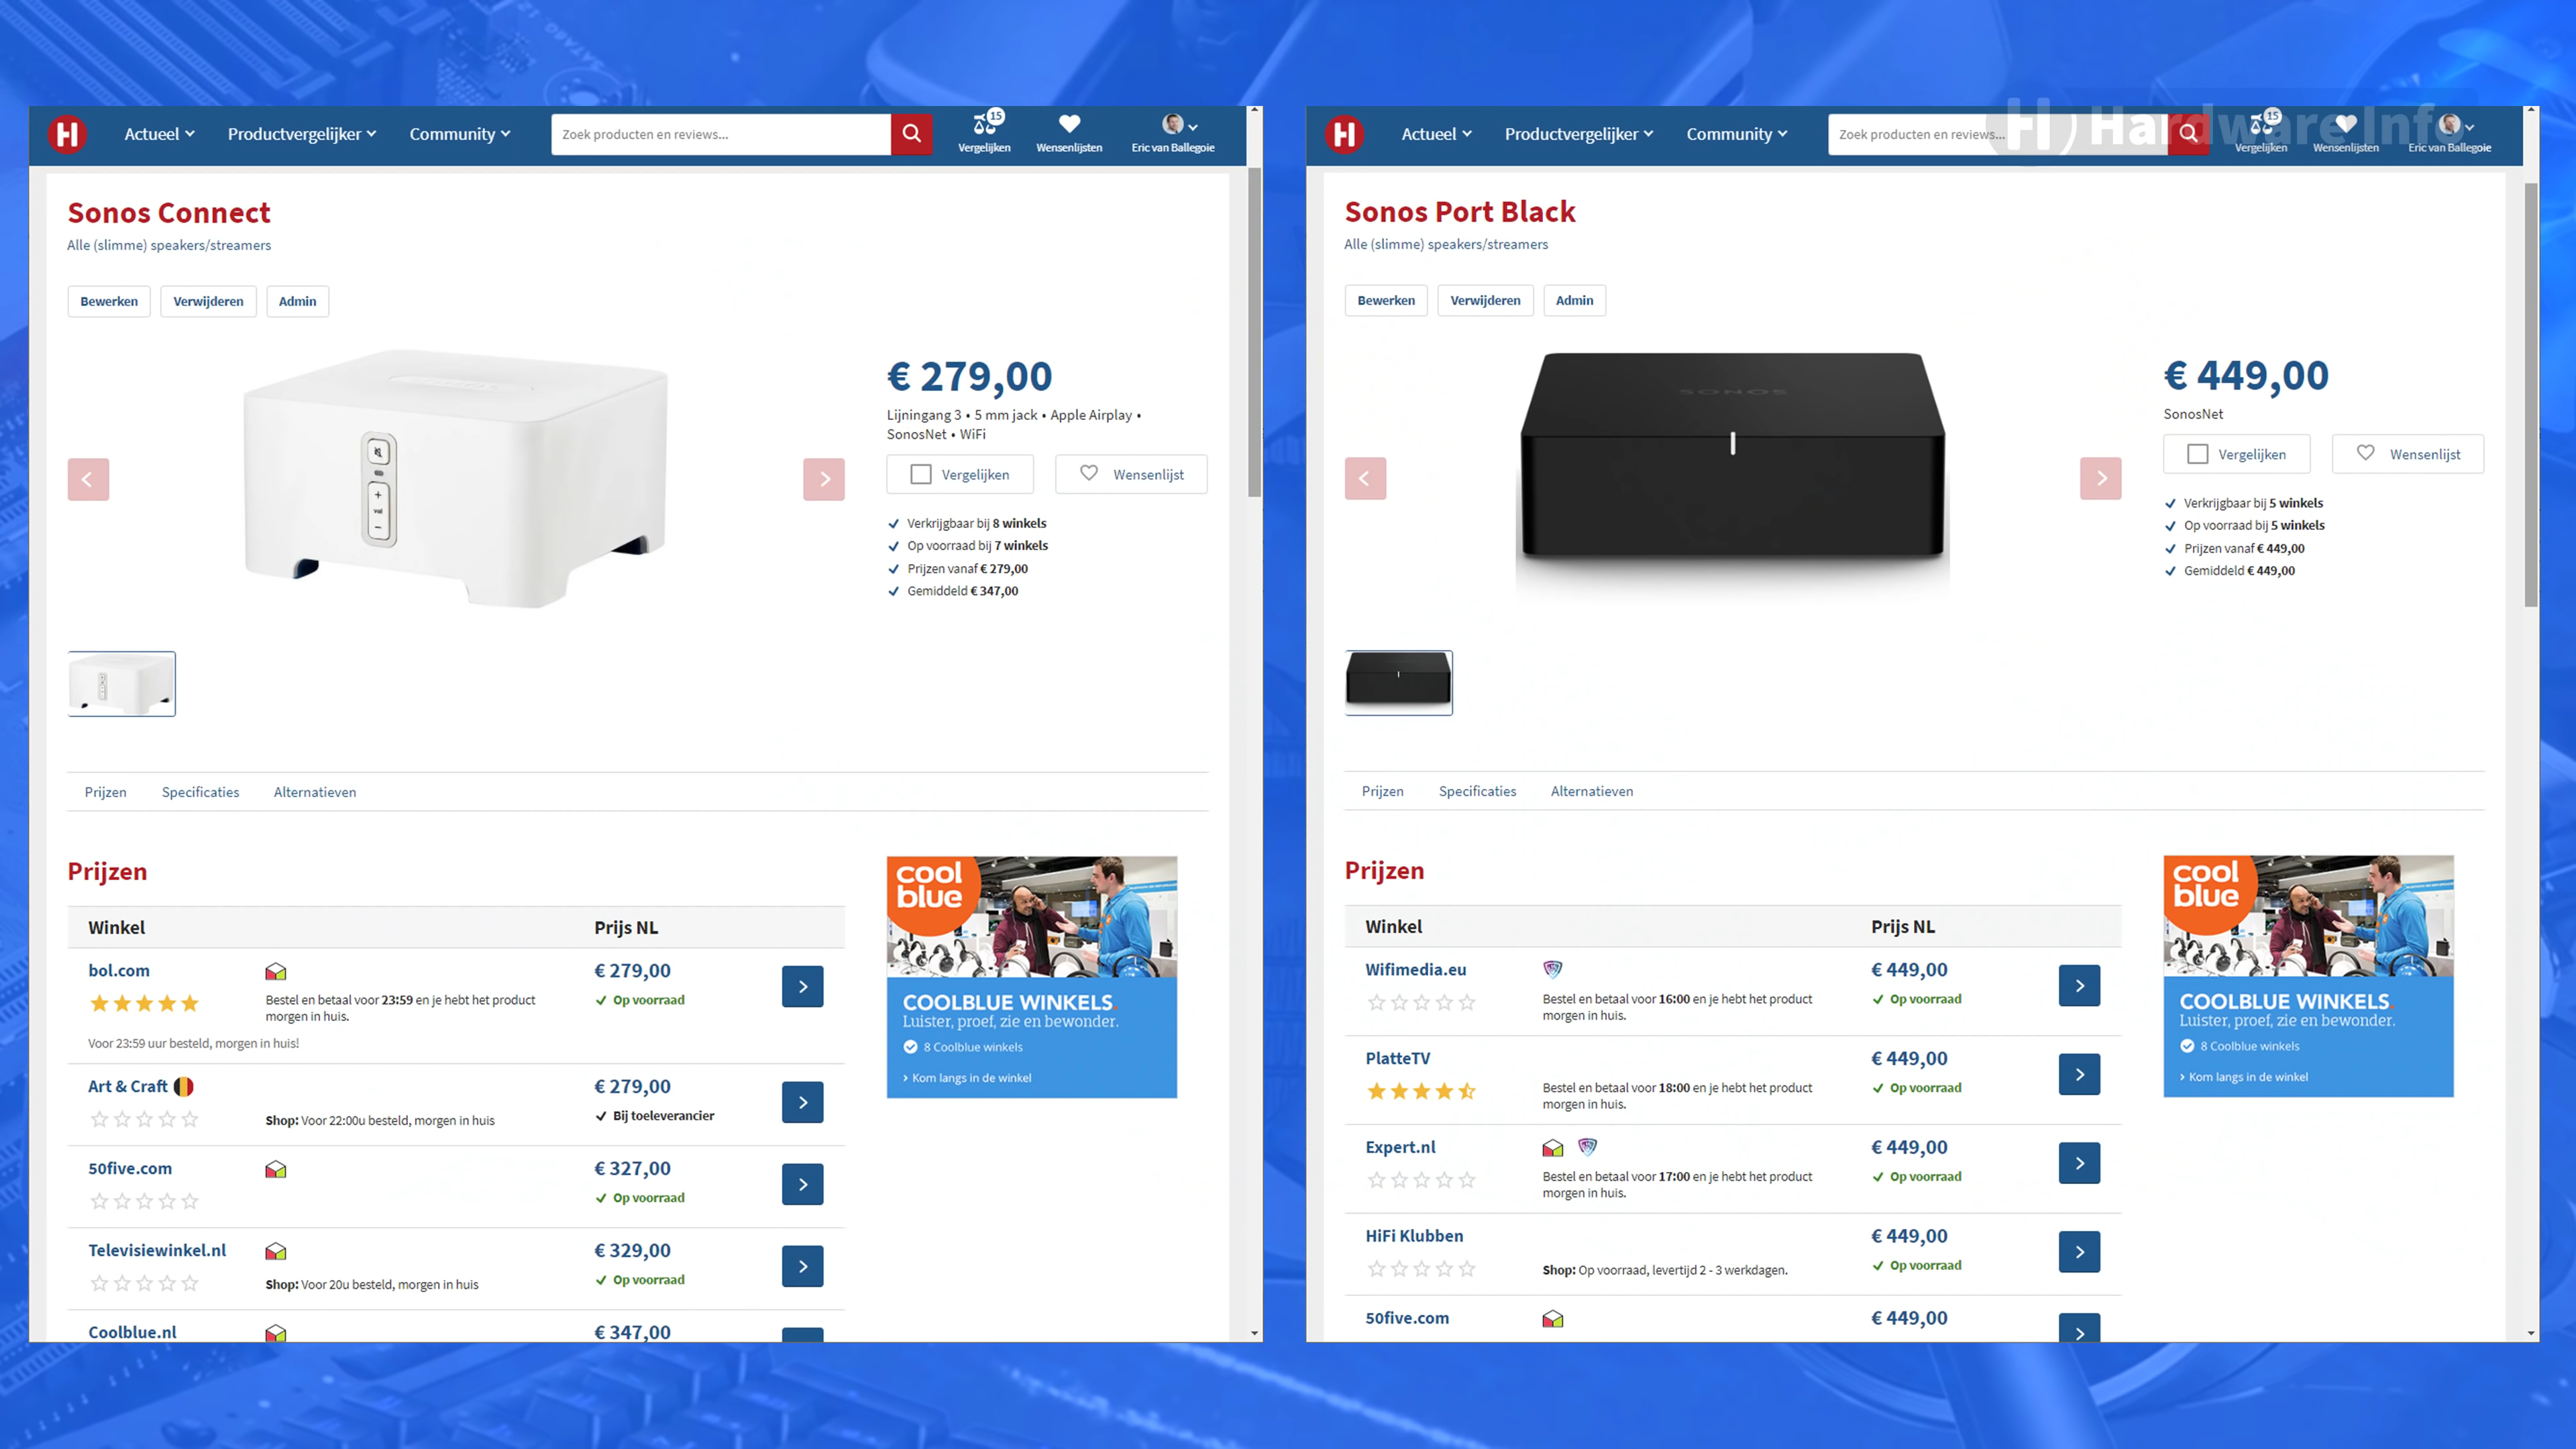 Actueel
Productvergelijker
Community
Zoek producten en reviews...
15
Vergelijken
Wensenlijsten
Eric van Ballegoie
Sonos Connect
Alle (slimme) speakers/streamers
Bewerken
Verwijderen
Admin
vol
€ 279,00
Lijningang 3 • 5 mm jack • Apple Airplay •
SonosNet • WiFi
Vergelijken
Wensenlijst
Verkrijgbaar bij 8 winkels
Op voorraad bij 7 winkels
Prijzen vanaf € 279,00
Gemiddeld € 347,00
Prijzen
Specificaties
Alternatieven
Prijzen
Winkel
Prijs NL
bol.com
€ 279,00
Bestel en betaal voor 23:59 en je hebt het product
morgen in huis.
Op voorraad
Voor 23:59 uur besteld, morgen in huis!
Art & Craft
€ 279,00
Shop: Voor 22:00u besteld, morgen in huis
Bij toeleverancier
50five.com
€ 327,00
Op voorraad
Televisiewinkel.nl
€ 329,00
Shop: Voor 20u besteld, morgen in huis
Op voorraad
Coolblue.nl
€ 347,00
cool
blue
COOLBLUE WINKELS.
Luister, proef, zie en bewonder.
8 Coolblue winkels
› Kom langs in de winkel
Hardware Info
Actueel
Productvergelijker
Community
Zoek producten en reviews...
15
Vergelijken
Wensenlijsten
Eric van Ballegoie
Sonos Port Black
Alle (slimme) speakers/streamers
Bewerken
Verwijderen
Admin
SONOS
€ 449,00
SonosNet
Vergelijken
Wensenlijst
Verkrijgbaar bij 5 winkels
Op voorraad bij 5 winkels
Prijzen vanaf € 449,00
Gemiddeld € 449,00
Prijzen
Specificaties
Alternatieven
Prijzen
Winkel
Prijs NL
Wifimedia.eu
€ 449,00
Bestel en betaal voor 16:00 en je hebt het product
morgen in huis.
Op voorraad
PlatteTV
€ 449,00
Bestel en betaal voor 18:00 en je hebt het product
morgen in huis.
Op voorraad
Expert.nl
€ 449,00
Bestel en betaal voor 17:00 en je hebt het product
morgen in huis.
Op voorraad
HiFi Klubben
€ 449,00
Shop: Op voorraad, levertijd 2 - 3 werkdagen.
Op voorraad
50five.com
€ 449,00
cool
blue
COOLBLUE WINKELS.
Luister, proef, zie en bewonder.
8 Coolblue winkels
› Kom langs in de winkel